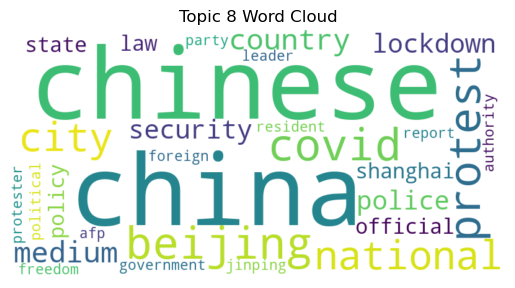 Topic 8 Word Cloud
state law party country lockdown
leader
chinese
protest
city security resident covid report authority
foreign
china
shanghai
protester political policy police
afp official
medium beijing national
freedom government jinping